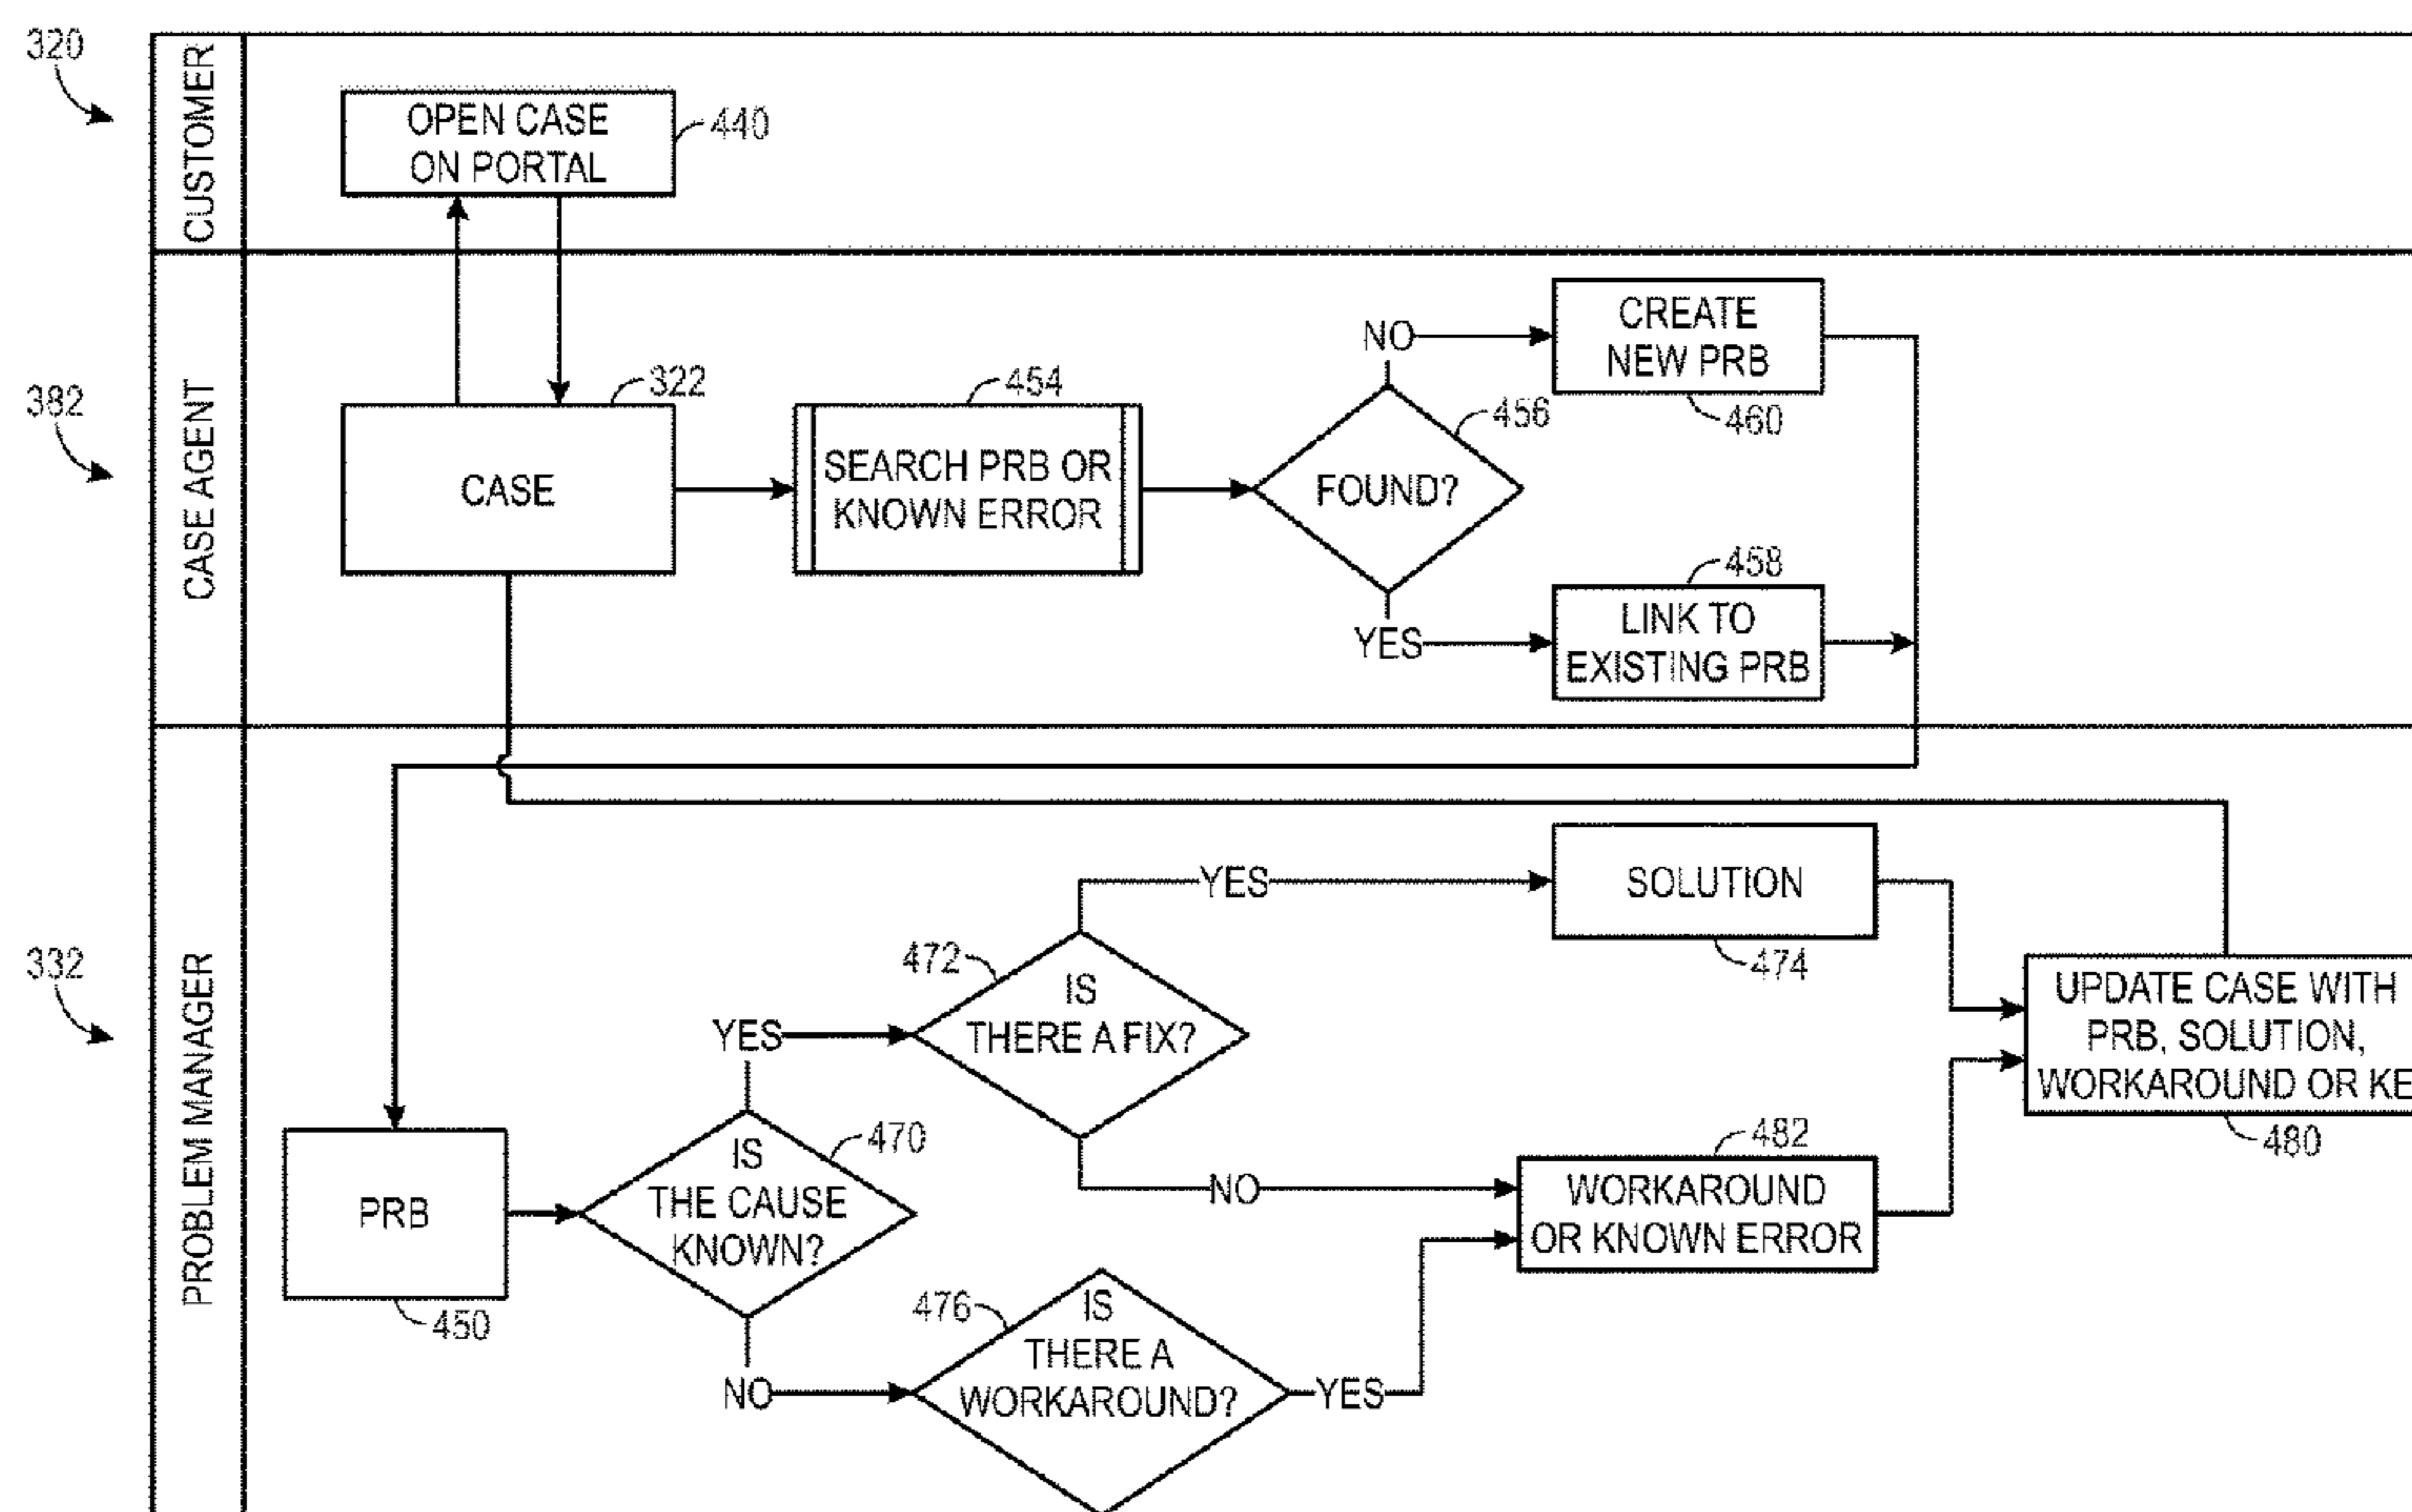 320
CUSTOMER
OPEN CASE
ON PORTAL
440
382
CASE AGENT
CASE
322
SEARCH PRB OR
KNOWN ERROR
454
FOUND?
456
NO
CREATE
NEW PRB
460
YES
LINK TO
EXISTING PRB
458
332
PROBLEM MANAGER
PRB
450
IS
THE CAUSE
KNOWN?
470
YES
IS
THERE A FIX?
472
YES
SOLUTION
474
NO
WORKAROUND
OR KNOWN ERROR
482
NO
IS
THERE A
WORKAROUND?
476
YES
UPDATE CASE WITH
PRB, SOLUTION,
WORKAROUND OR KE
480